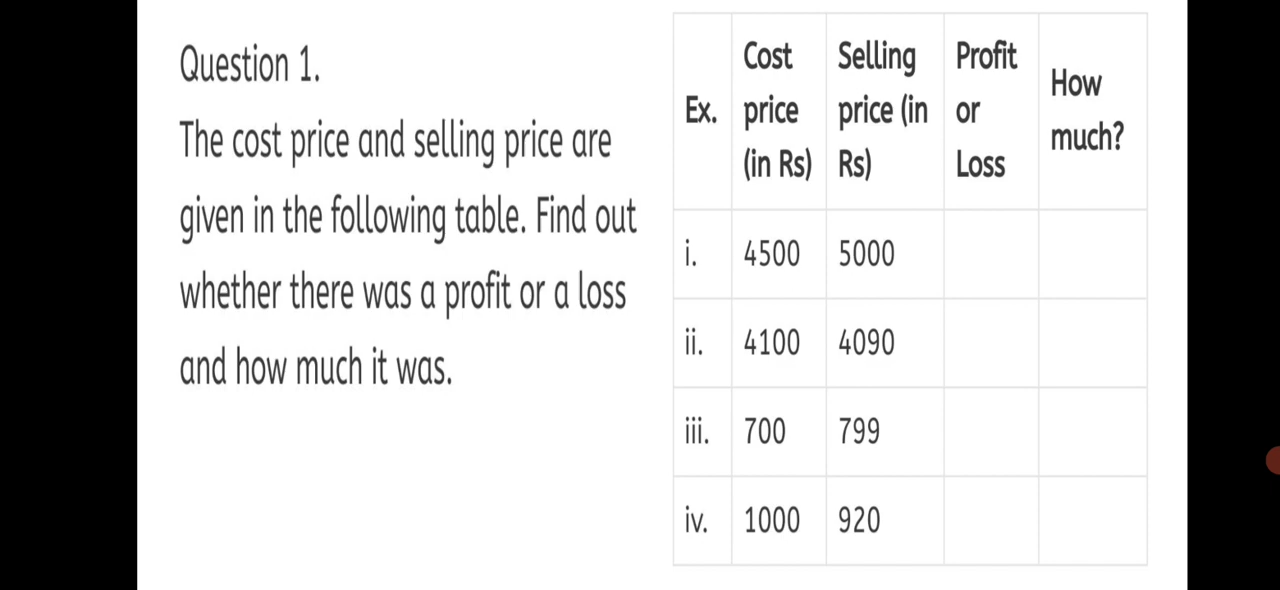 Question 1.
The cost price and selling price are
given in the following table. Find out
whether there was a profit or a loss
and how much it was.
Ex. Cost price (in Rs) Selling price (in Rs) Profit or Loss How much?
i. 4500 5000
ii. 4100 4090
iii. 700 799
iv. 1000 920